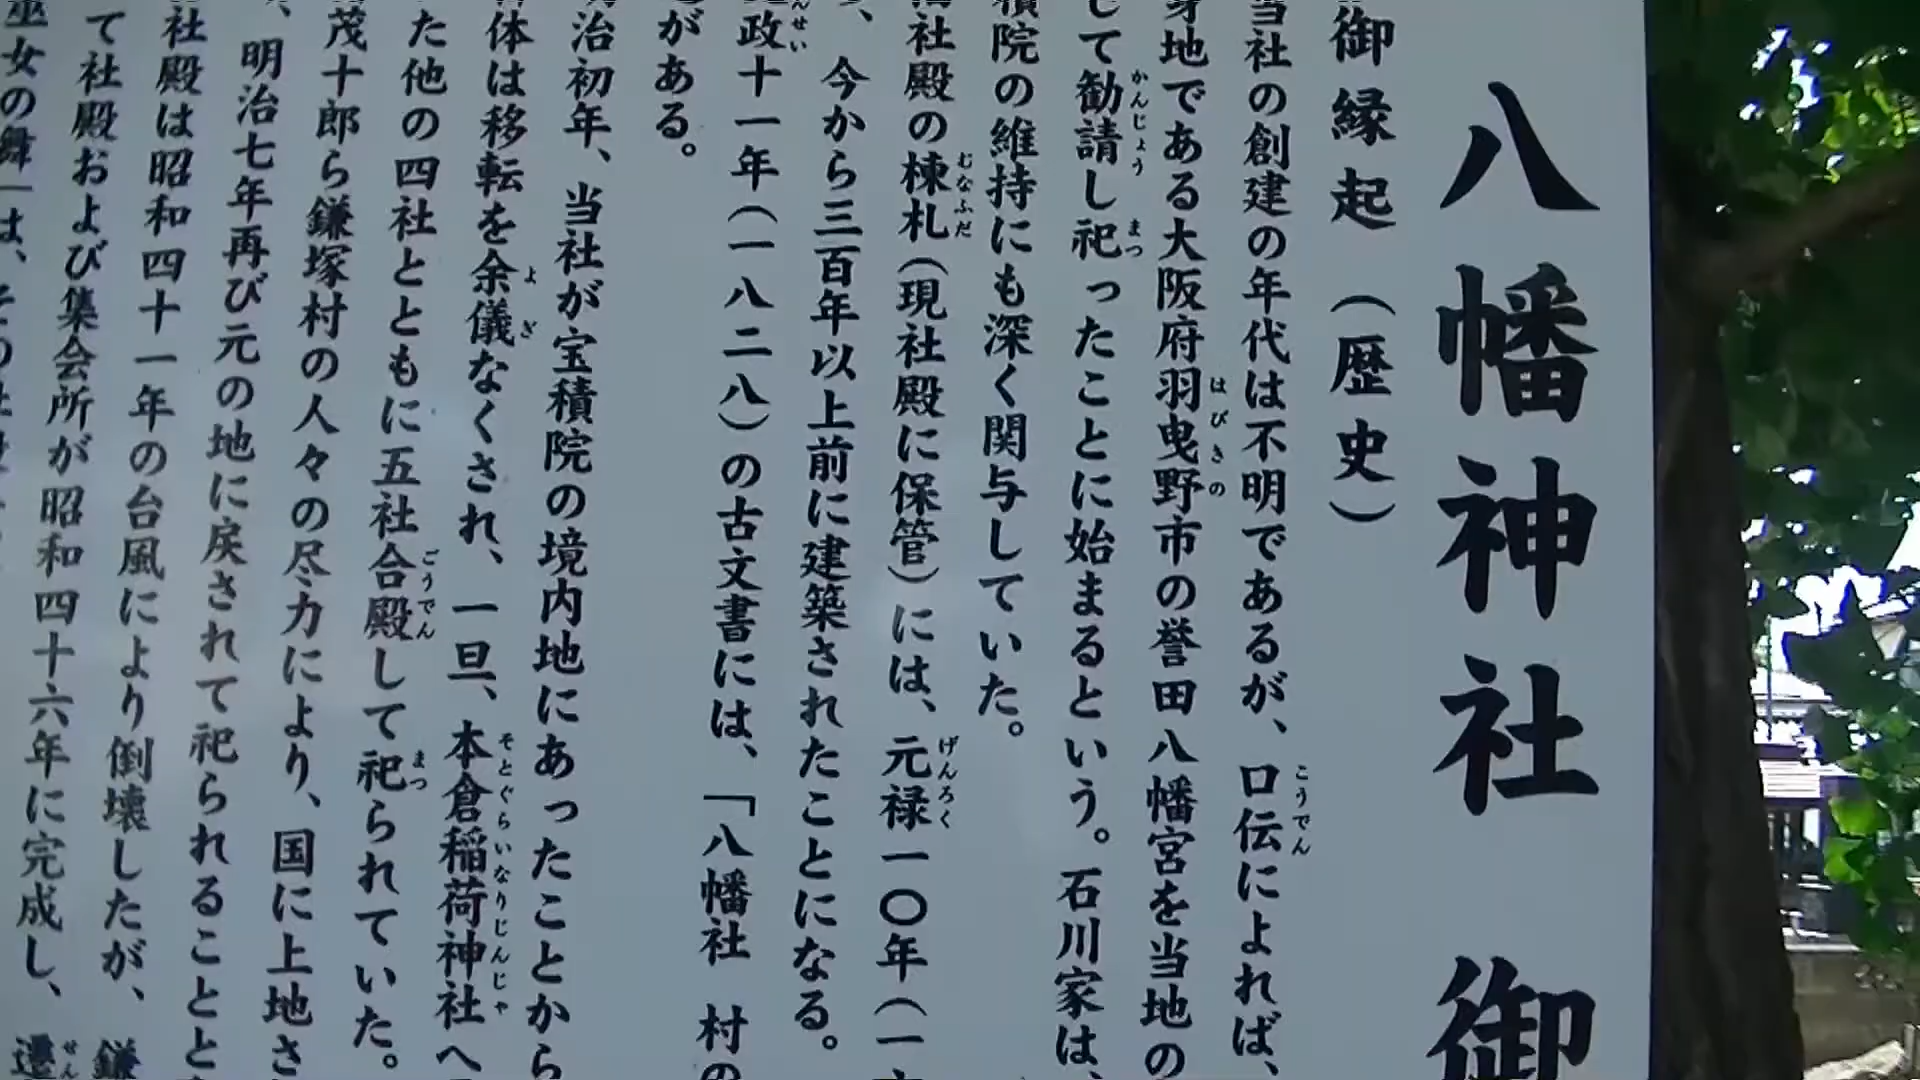 八幡神社 御
御縁起（歴史）
当社の創建の年代は不明であるが、口伝によれば、
身地である大阪府羽曳野市の誉田八幡宮を当地の
して勧請し祀ったことに始まるという。石川家は、
積院の維持にも深く関与していた。
社殿の棟札（現社殿に保管）には、元禄一〇年（一
、今から三百年以上前に建築されたことになる。
政十一年（一八二八）の古文書には、「八幡社 村の
がある。
治初年、当社が宝積院の境内地にあったことから
体は移転を余儀なくされ、一旦、本倉稲荷神社へ
た他の四社とともに五社合殿して祀られていた。
茂十郎ら鎌塚村の人々の尽力により、国に上地さ
、明治七年再び元の地に戻されて祀られることと
社殿は昭和四十一年の台風により倒壊したが、鎌
て社殿および集会所が昭和四十六年に完成し、遷
巫女の舞」は、その